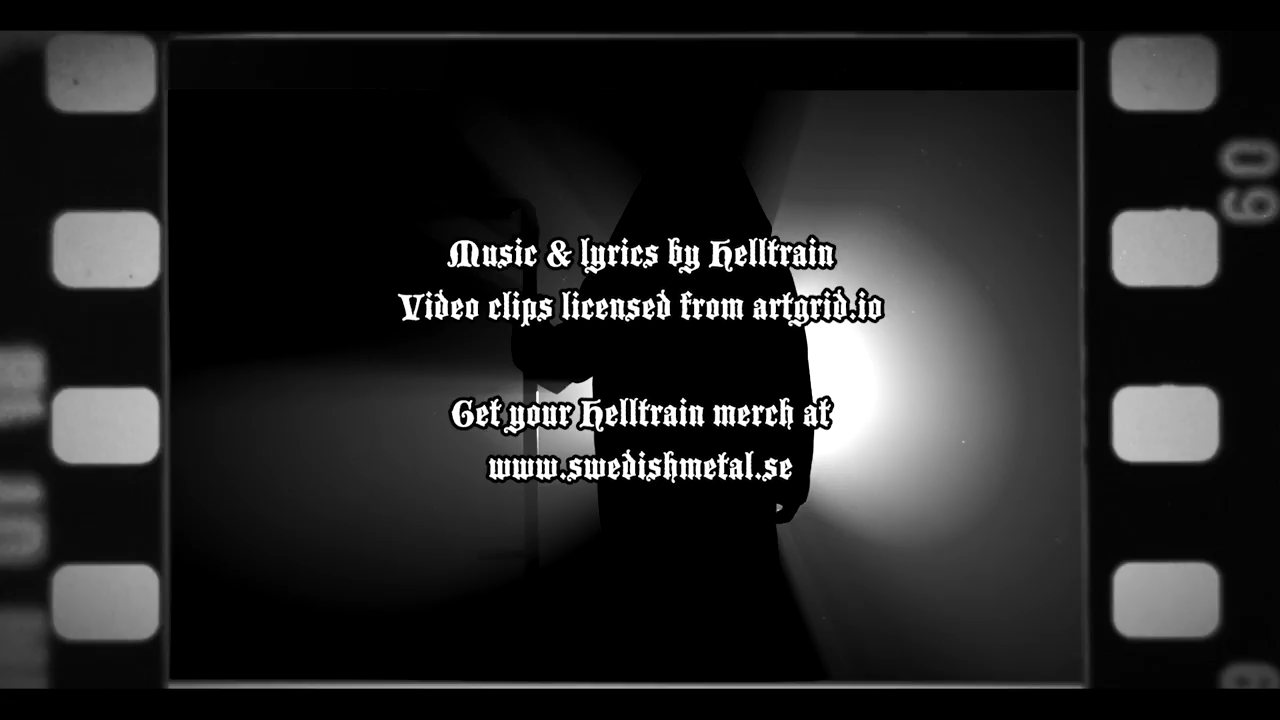 Music & lyrics by Helltrain
Video clips licensed from artgrid.io
Get your Helltrain merch at
www.swedishmetal.se